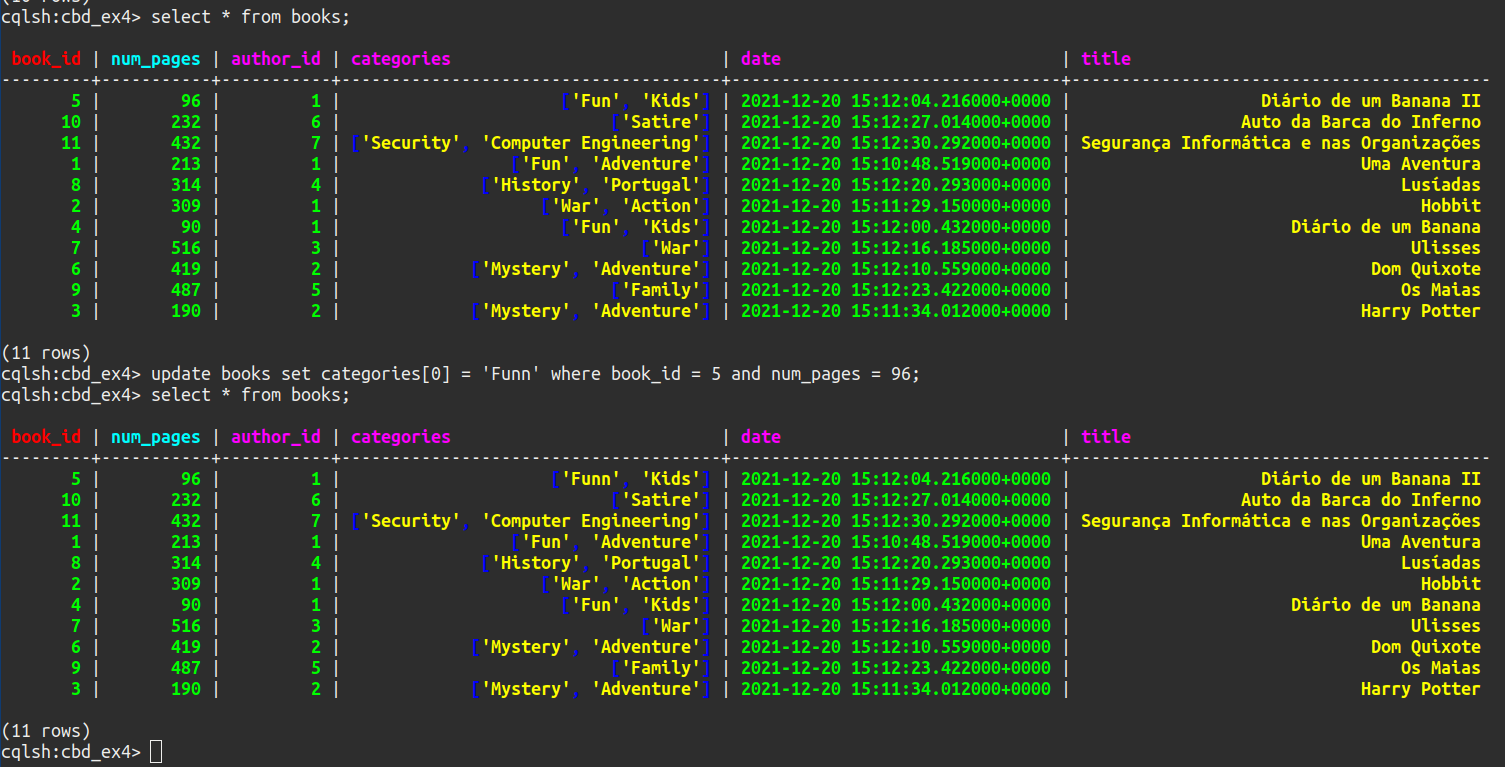 (10 rows)
cqlsh:cbd_ex4> select * from books;
book_id | num_pages | author_id | categories | date | title
---------+-----------+-----------+--------------------------------------+---------------------------------+------------------------------------------
5 | 96 | 1 | ['Fun', 'Kids'] | 2021-12-20 15:12:04.216000+0000 | Diário de um Banana II
10 | 232 | 6 | ['Satire'] | 2021-12-20 15:12:27.014000+0000 | Auto da Barca do Inferno
11 | 432 | 7 | ['Security', 'Computer Engineering'] | 2021-12-20 15:12:30.292000+0000 | Segurança Informática e nas Organizações
1 | 213 | 1 | ['Fun', 'Adventure'] | 2021-12-20 15:10:48.519000+0000 | Uma Aventura
8 | 314 | 4 | ['History', 'Portugal'] | 2021-12-20 15:12:20.293000+0000 | Lusíadas
2 | 309 | 1 | ['War', 'Action'] | 2021-12-20 15:11:29.150000+0000 | Hobbit
4 | 90 | 1 | ['Fun', 'Kids'] | 2021-12-20 15:12:00.432000+0000 | Diário de um Banana
7 | 516 | 3 | ['War'] | 2021-12-20 15:12:16.185000+0000 | Ulisses
6 | 419 | 2 | ['Mystery', 'Adventure'] | 2021-12-20 15:12:10.559000+0000 | Dom Quixote
9 | 487 | 5 | ['Family'] | 2021-12-20 15:12:23.422000+0000 | Os Maias
3 | 190 | 2 | ['Mystery', 'Adventure'] | 2021-12-20 15:11:34.012000+0000 | Harry Potter
(11 rows)
cqlsh:cbd_ex4> update books set categories[0] = 'Funn' where book_id = 5 and num_pages = 96;
cqlsh:cbd_ex4> select * from books;
book_id | num_pages | author_id | categories | date | title
---------+-----------+-----------+--------------------------------------+---------------------------------+------------------------------------------
5 | 96 | 1 | ['Funn', 'Kids'] | 2021-12-20 15:12:04.216000+0000 | Diário de um Banana II
10 | 232 | 6 | ['Satire'] | 2021-12-20 15:12:27.014000+0000 | Auto da Barca do Inferno
11 | 432 | 7 | ['Security', 'Computer Engineering'] | 2021-12-20 15:12:30.292000+0000 | Segurança Informática e nas Organizações
1 | 213 | 1 | ['Fun', 'Adventure'] | 2021-12-20 15:10:48.519000+0000 | Uma Aventura
8 | 314 | 4 | ['History', 'Portugal'] | 2021-12-20 15:12:20.293000+0000 | Lusíadas
2 | 309 | 1 | ['War', 'Action'] | 2021-12-20 15:11:29.150000+0000 | Hobbit
4 | 90 | 1 | ['Fun', 'Kids'] | 2021-12-20 15:12:00.432000+0000 | Diário de um Banana
7 | 516 | 3 | ['War'] | 2021-12-20 15:12:16.185000+0000 | Ulisses
6 | 419 | 2 | ['Mystery', 'Adventure'] | 2021-12-20 15:12:10.559000+0000 | Dom Quixote
9 | 487 | 5 | ['Family'] | 2021-12-20 15:12:23.422000+0000 | Os Maias
3 | 190 | 2 | ['Mystery', 'Adventure'] | 2021-12-20 15:11:34.012000+0000 | Harry Potter
(11 rows)
cqlsh:cbd_ex4>